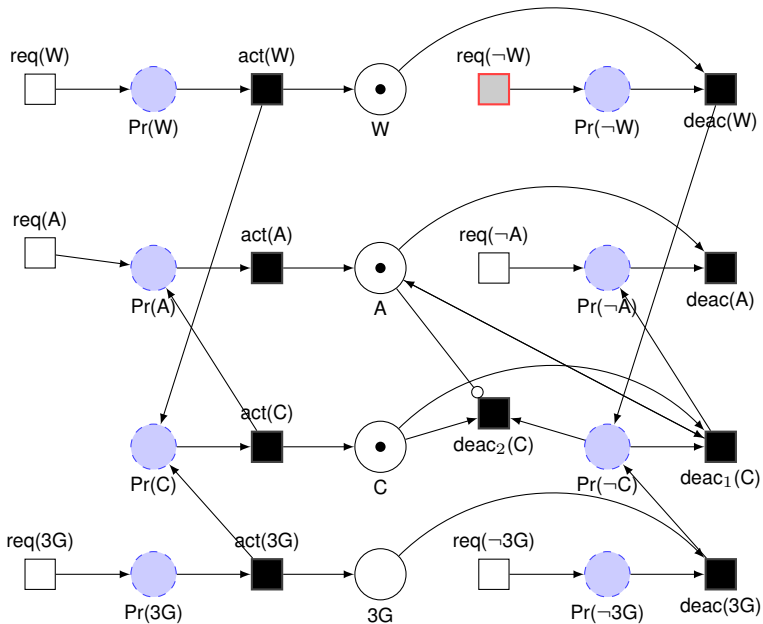 req(W)
act(W)
req(¬W)
Pr(W)
W
Pr(¬W)
deac(W)
req(A)
act(A)
req(¬A)
Pr(A)
A
Pr(¬A)
deac(A)
act(C)
deac₂(C)
Pr(C)
C
Pr(¬C)
deac₁(C)
req(3G)
act(3G)
req(¬3G)
Pr(3G)
3G
Pr(¬3G)
deac(3G)